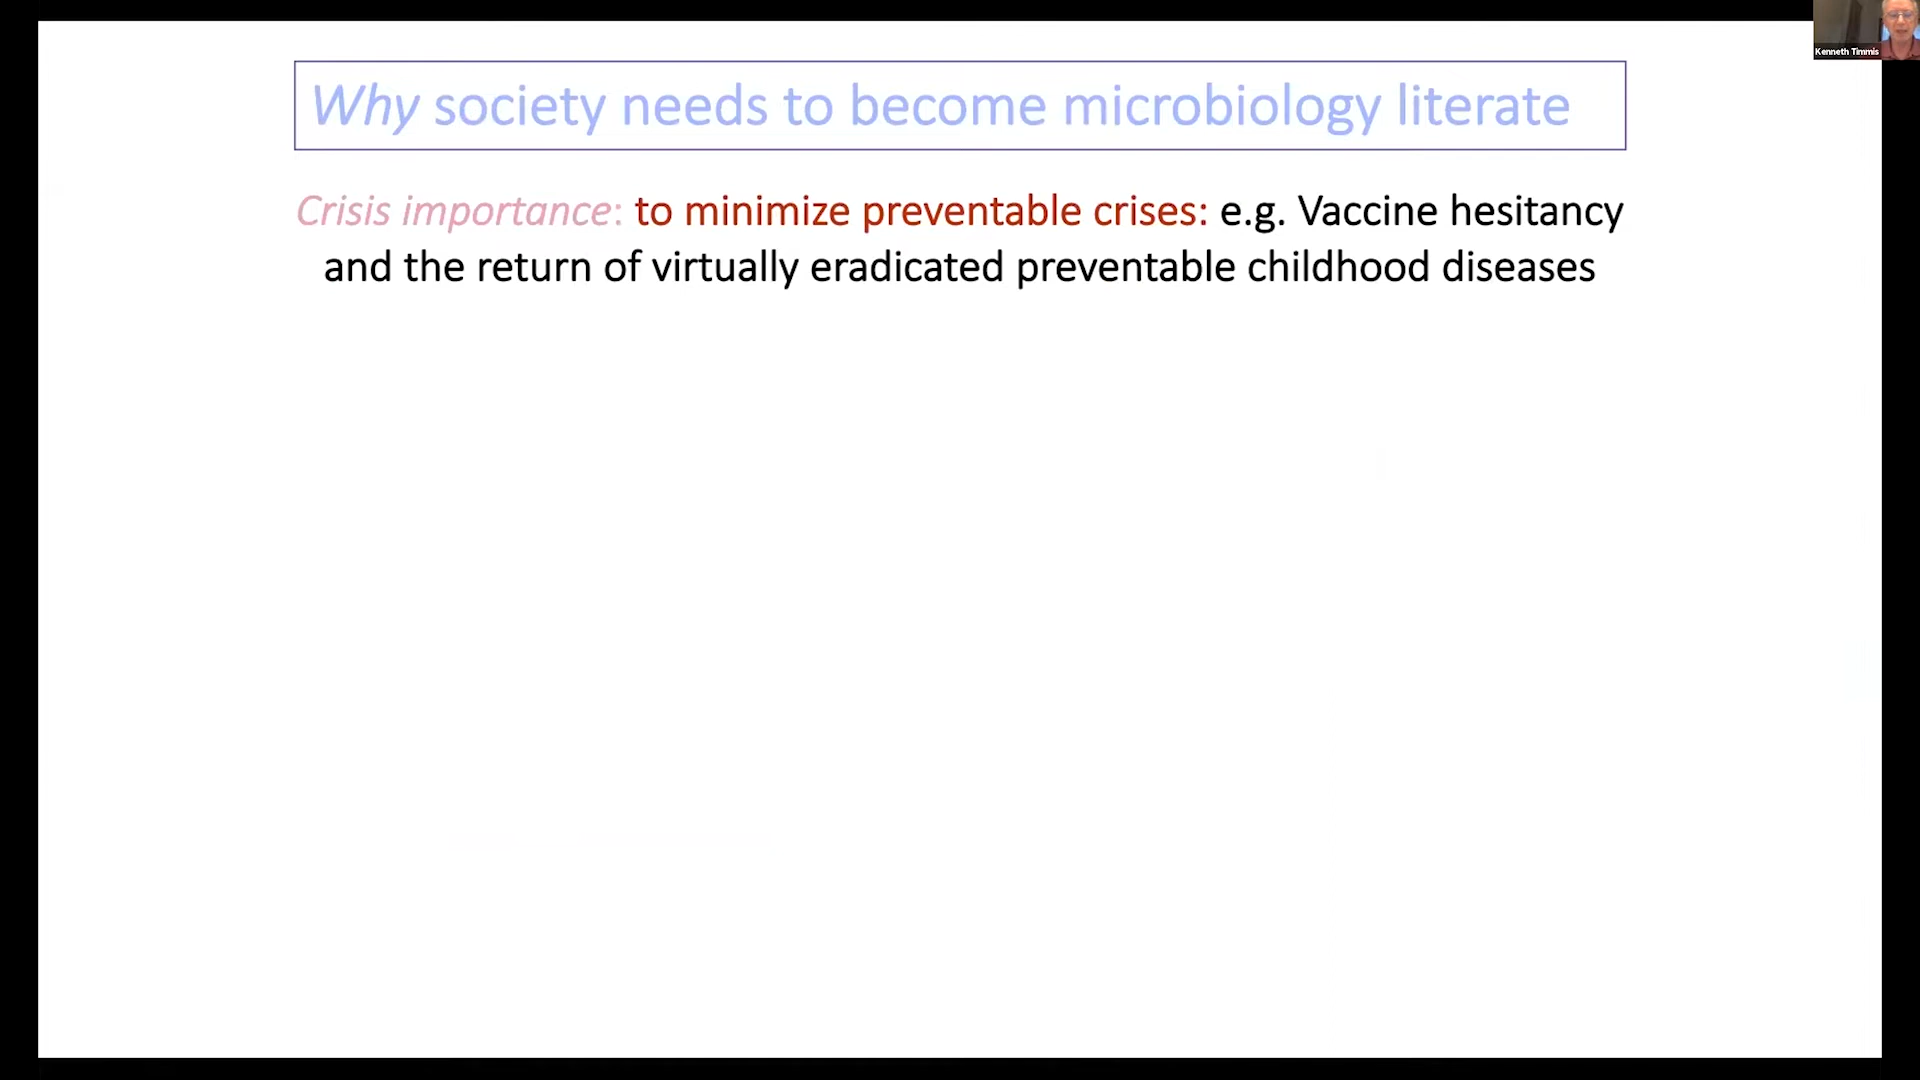 Kenneth Timmis
Why society needs to become microbiology literate
Crisis importance: to minimize preventable crises: e.g. Vaccine hesitancy
and the return of virtually eradicated preventable childhood diseases